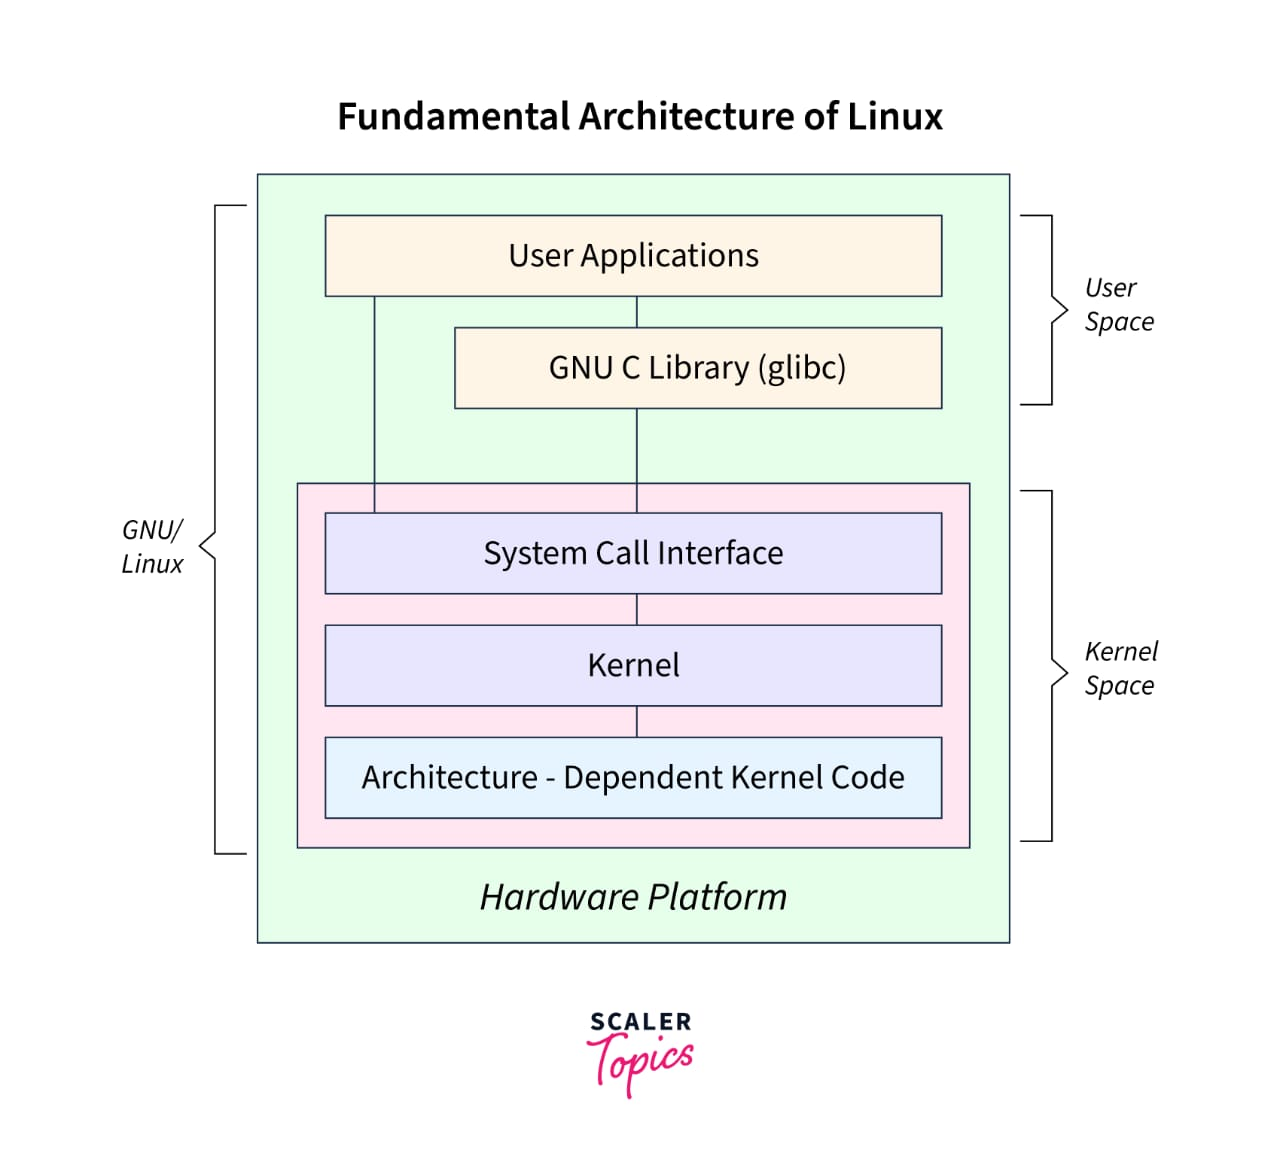 Fundamental Architecture of Linux
User Applications
GNU C Library (glibc)
User
Space
GNU/
Linux
System Call Interface
Kernel
Architecture - Dependent Kernel Code
Kernel
Space
Hardware Platform
SCALER
Topics